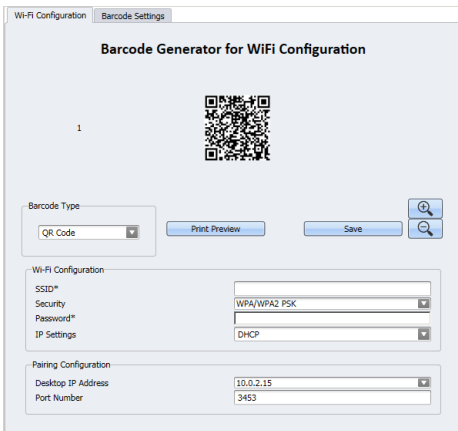 Wi-Fi Configuration Barcode Settings
Barcode Generator for WiFi Configuration
1
Barcode Type
QR Code
Print Preview
Save
Wi-Fi Configuration
SSID*
Security WPA/WPA2 PSK
Password*
IP Settings DHCP
Pairing Configuration
Desktop IP Address 10.0.2.15
Port Number 3453